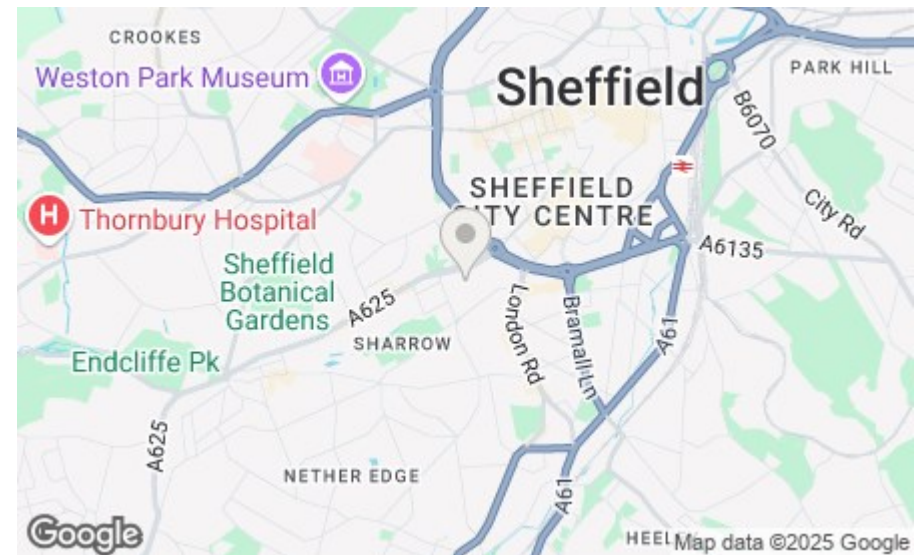 CROOKES
Weston Park Museum
Sheffield
PARK HILL
B6070
City Rd
SHEFFIELD
CITY CENTRE
H
Thornbury Hospital
A6135
Sheffield
Botanical
Gardens
A625
London Rd
Bramall Ln
A61
SHARROW
Endcliffe Pk
A625
NETHER EDGE
A61
Google
Map data ©2025 Google